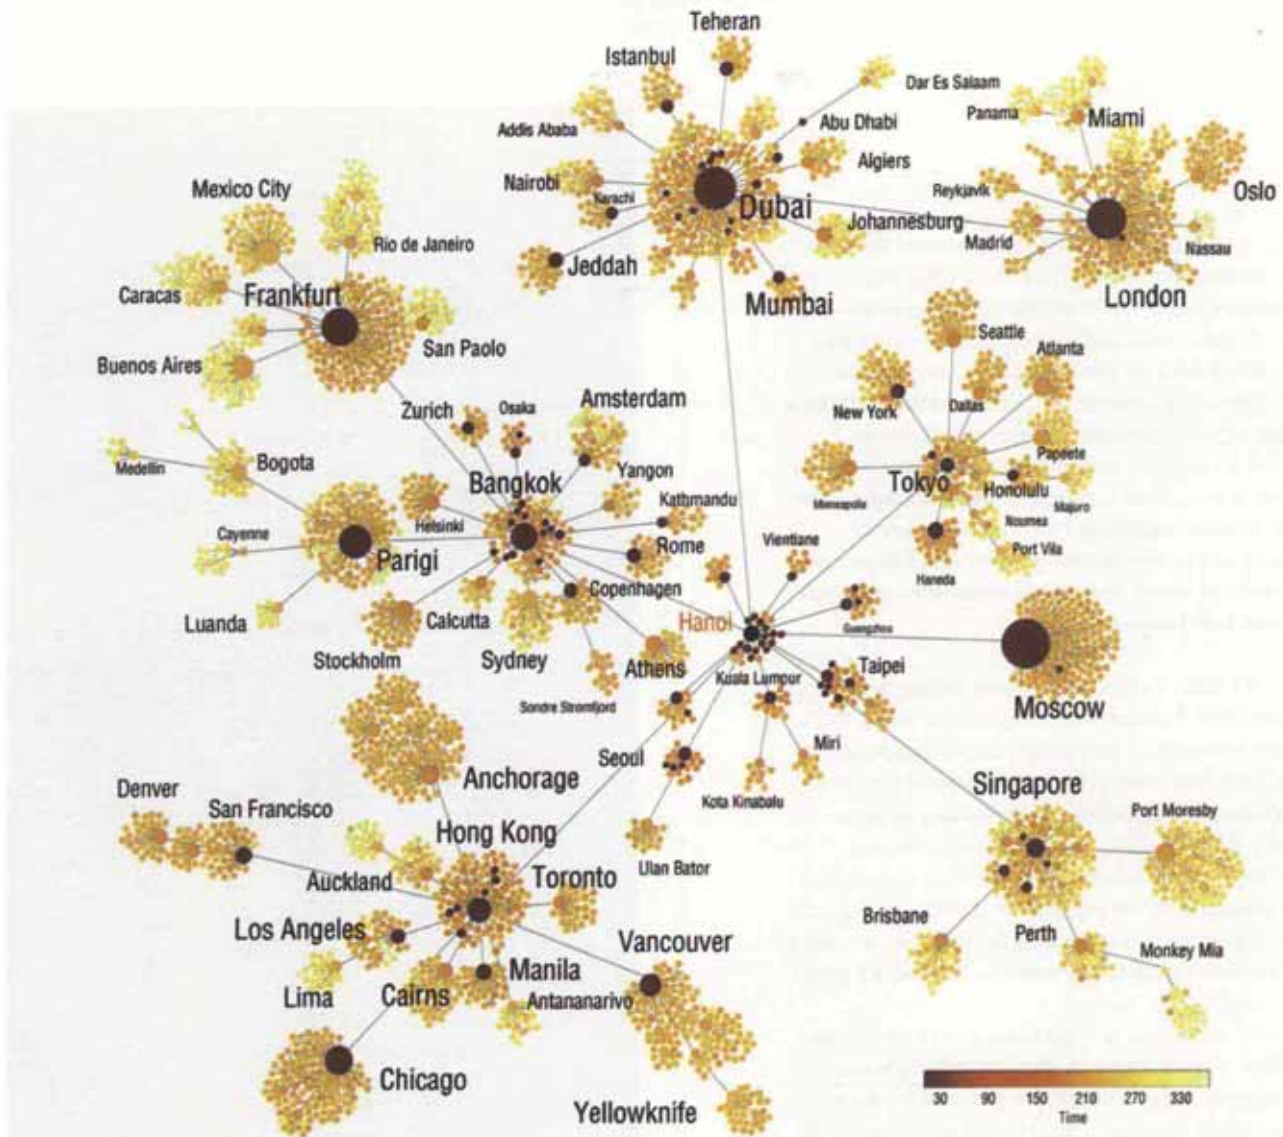 Teheran
Istanbul
Dar Es Salaam
Panama
Miami
Addis Ababa
Abu Dhabi
Algiers
Mexico City
Nairobi
Karachi
Dubai
Reykjavik
Oslo
Johannesburg
Rio de Janeiro
Madrid
Nassau
Jeddah
Caracas
Frankfurt
Mumbai
London
San Paolo
Seattle
Buenos Aires
Atlanta
Zurich
Osaka
Amsterdam
New York
Dallas
Medellin
Bogota
Yangon
Papeete
Bangkok
Tokyo
Honolulu
Minneapolis
Kathmandu
Majuro
Helsinki
Noumea
Cayenne
Parigi
Rome
Vientiane
Port Vila
Haneda
Copenhagen
Luanda
Calcutta
Hanoi
Guangzhou
Stockholm
Sydney
Athens
Kuala Lumpur
Taipei
Sondre Stromfjord
Moscow
Seoul
Miri
Anchorage
Singapore
Denver
San Francisco
Kota Kinabalu
Port Moresby
Hong Kong
Ulan Bator
Auckland
Toronto
Brisbane
Los Angeles
Perth
Vancouver
Monkey Mia
Manila
Lima
Cairns
Antananarivo
Chicago
Yellowknife
30 90 150 210 270 330
Time